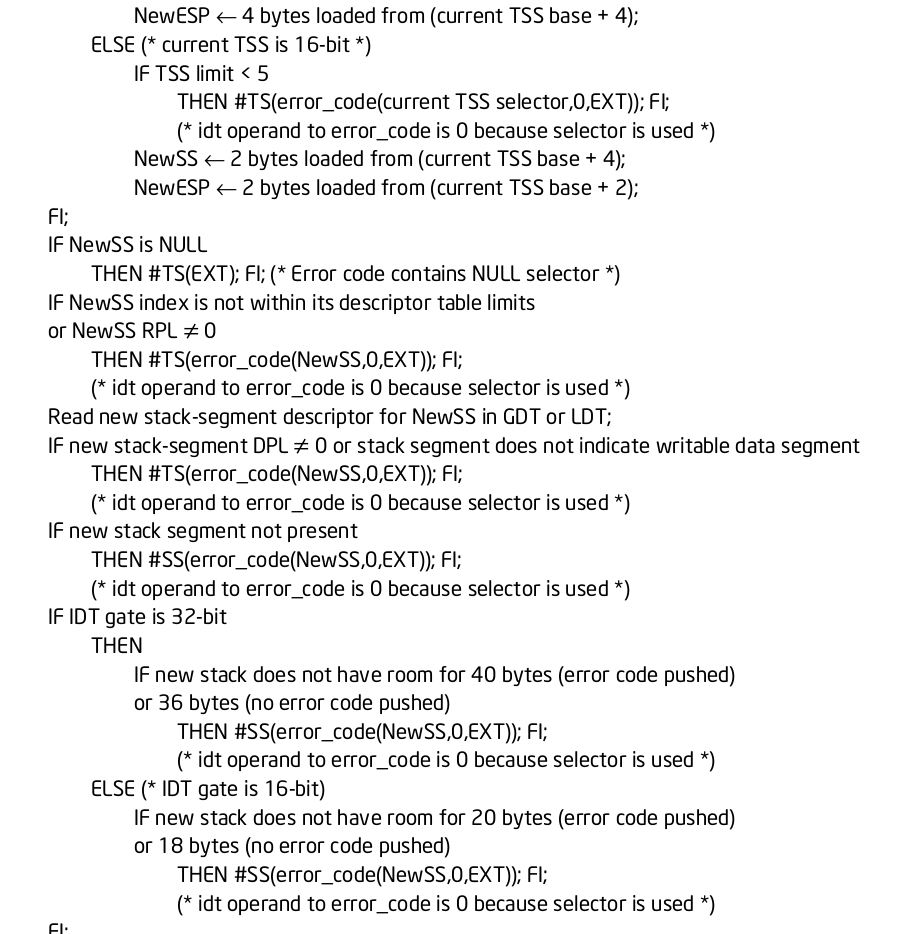 NewESP ← 4 bytes loaded from (current TSS base + 4);
ELSE (* current TSS is 16-bit *)
IF TSS limit < 5
THEN #TS(error_code(current TSS selector,0,EXT)); FI;
(* idt operand to error_code is 0 because selector is used *)
NewSS ← 2 bytes loaded from (current TSS base + 4);
NewESP ← 2 bytes loaded from (current TSS base + 2);
FI;
IF NewSS is NULL
THEN #TS(EXT); FI; (* Error code contains NULL selector *)
IF NewSS index is not within its descriptor table limits
or NewSS RPL ≠ 0
THEN #TS(error_code(NewSS,0,EXT)); FI;
(* idt operand to error_code is 0 because selector is used *)
Read new stack-segment descriptor for NewSS in GDT or LDT;
IF new stack-segment DPL ≠ 0 or stack segment does not indicate writable data segment
THEN #TS(error_code(NewSS,0,EXT)); FI;
(* idt operand to error_code is 0 because selector is used *)
IF new stack segment not present
THEN #SS(error_code(NewSS,0,EXT)); FI;
(* idt operand to error_code is 0 because selector is used *)
IF IDT gate is 32-bit
THEN
IF new stack does not have room for 40 bytes (error code pushed)
or 36 bytes (no error code pushed)
THEN #SS(error_code(NewSS,0,EXT)); FI;
(* idt operand to error_code is 0 because selector is used *)
ELSE (* IDT gate is 16-bit)
IF new stack does not have room for 20 bytes (error code pushed)
or 18 bytes (no error code pushed)
THEN #SS(error_code(NewSS,0,EXT)); FI;
(* idt operand to error_code is 0 because selector is used *)
FI;